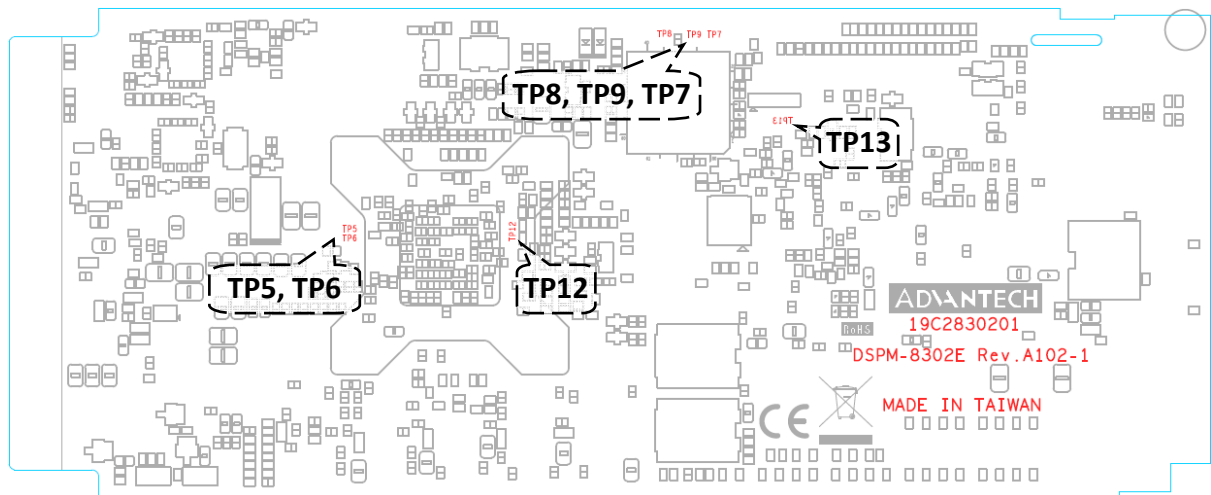 TP8 TP9 TP7
TP8, TP9, TP7
TP13
TP13
TP5
TP6
TP12
TP5, TP6
TP12
ADVANTECH
19C2830201
RoHS
DSPM-8302E Rev.A102-1
MADE IN TAIWAN
CE